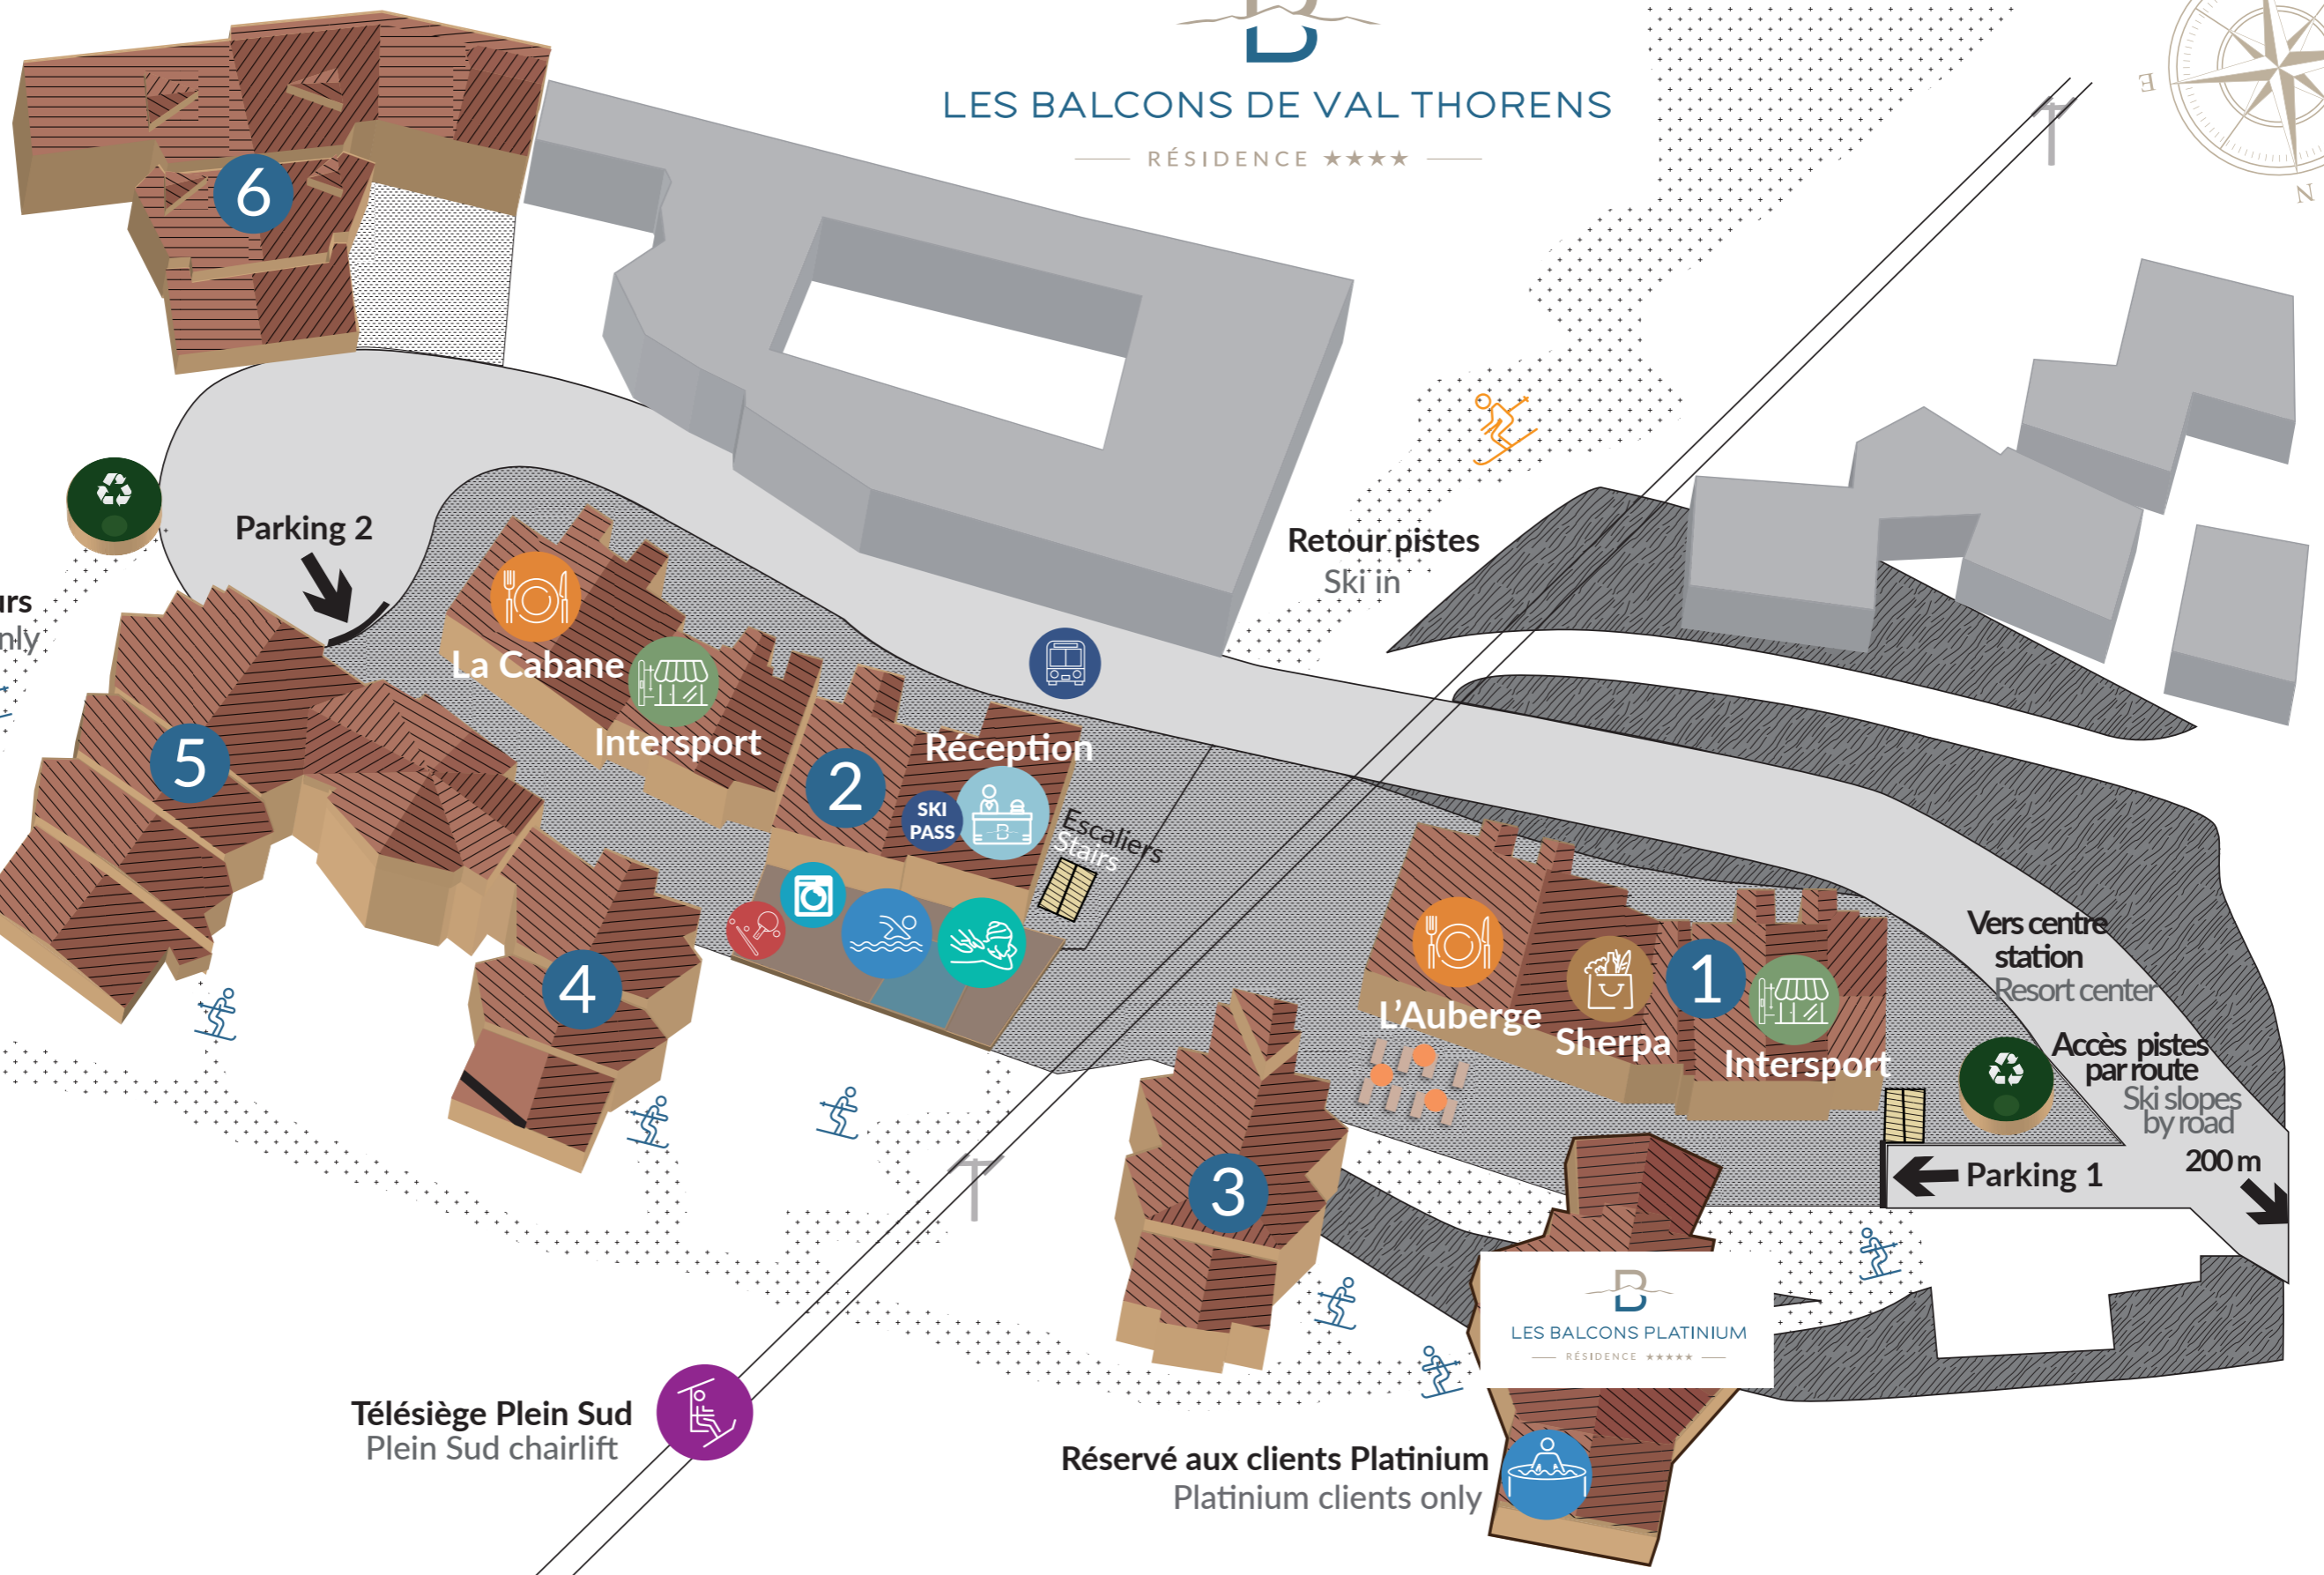 B
LES BALCONS DE VAL THORENS
RÉSIDENCE ★★★★
E
N
6
Parking 2
Retour pistes
Ski in
La Cabane
Intersport
5
2
Réception
SKI
PASS
B
Escaliers
Stairs
4
L'Auberge
Sherpa
1
Intersport
Vers centre
station
Resort center
Accès pistes
par route
Ski slopes
by road
200 m
Parking 1
3
B
LES BALCONS PLATINIUM
RÉSIDENCE ★★★★★
Télésiège Plein Sud
Plein Sud chairlift
Réservé aux clients Platinium
Platinium clients only